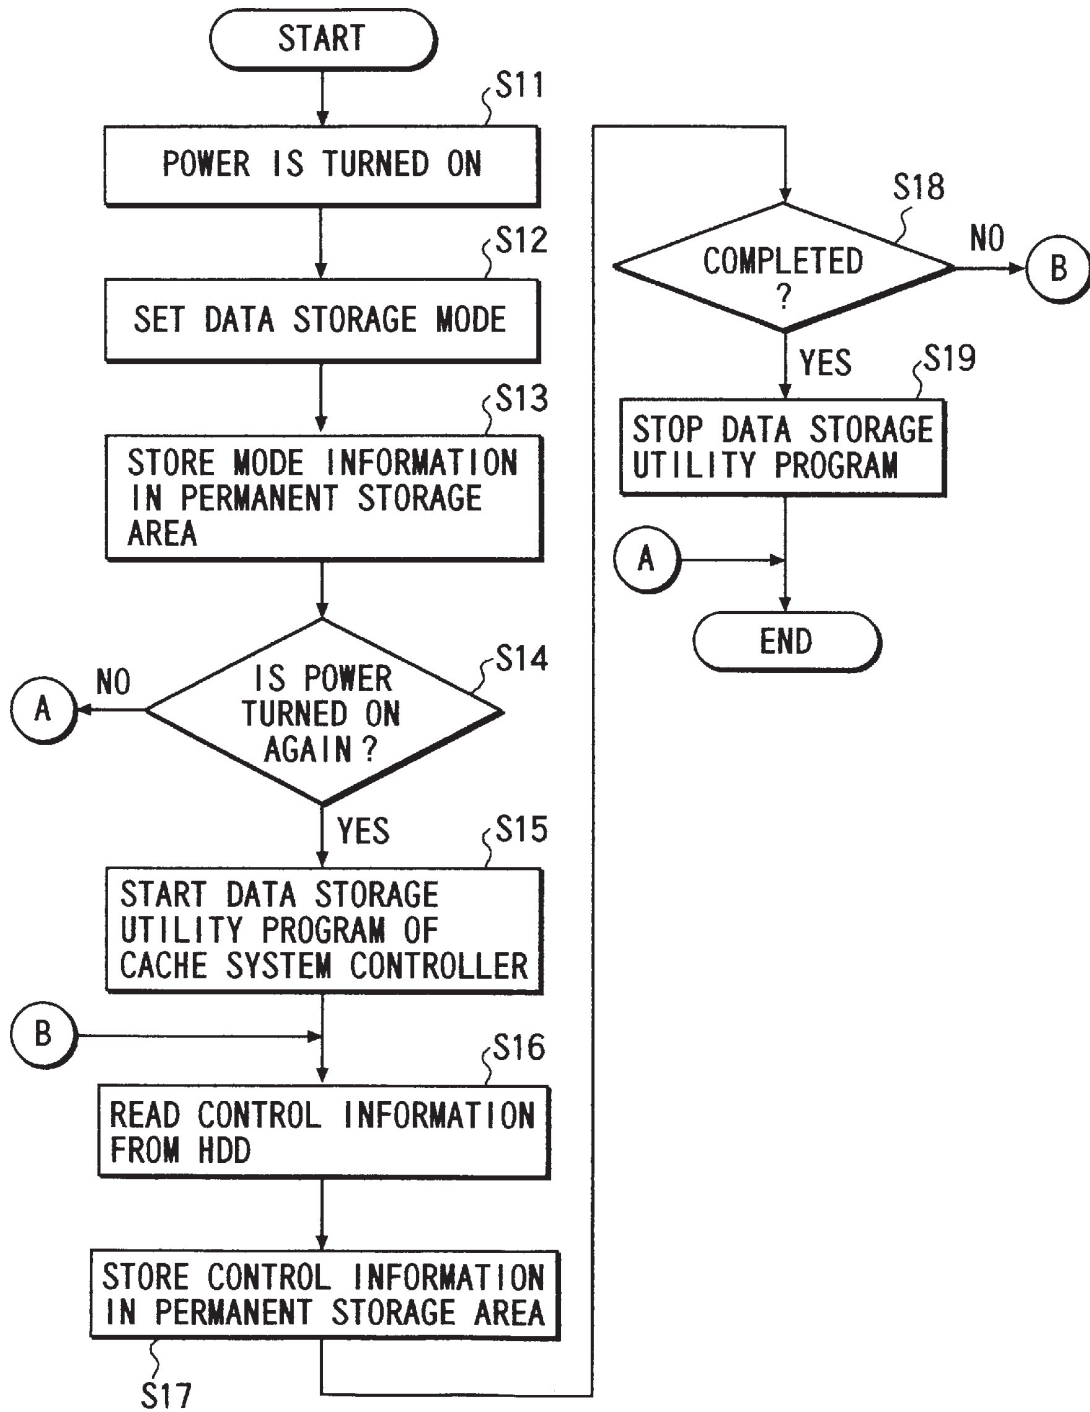 START
S11
POWER IS TURNED ON
S12
SET DATA STORAGE MODE
S13
STORE MODE INFORMATION
IN PERMANENT STORAGE
AREA
S14
IS POWER
TURNED ON
AGAIN?
NO
A
YES
S15
START DATA STORAGE
UTILITY PROGRAM OF
CACHE SYSTEM CONTROLLER
B
S16
READ CONTROL INFORMATION
FROM HDD
STORE CONTROL INFORMATION
IN PERMANENT STORAGE AREA
S17
S18
COMPLETED
?
NO
B
YES
S19
STOP DATA STORAGE
UTILITY PROGRAM
A
END